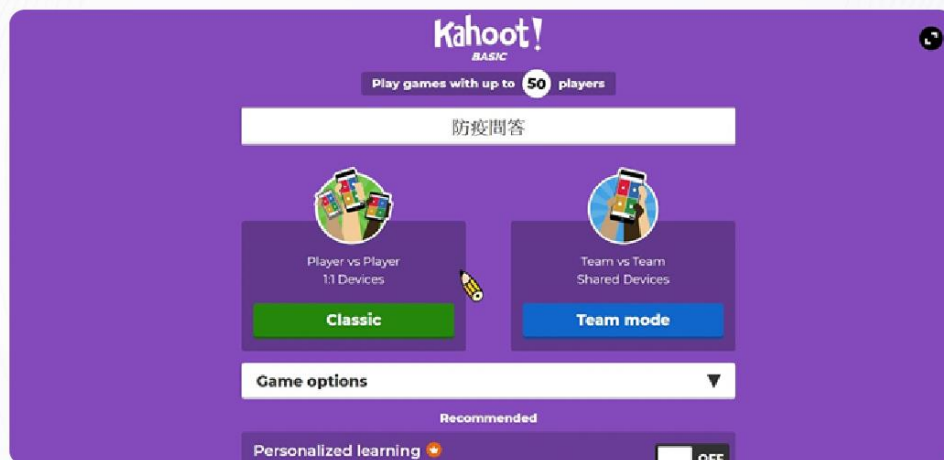 Kahoot!
BASIC
Play games with up to 50 players
防疫問答
Player vs Player
1:1 Devices
Classic
Team vs Team
Shared Devices
Team mode
Game options
Recommended
Personalized learning
OFF